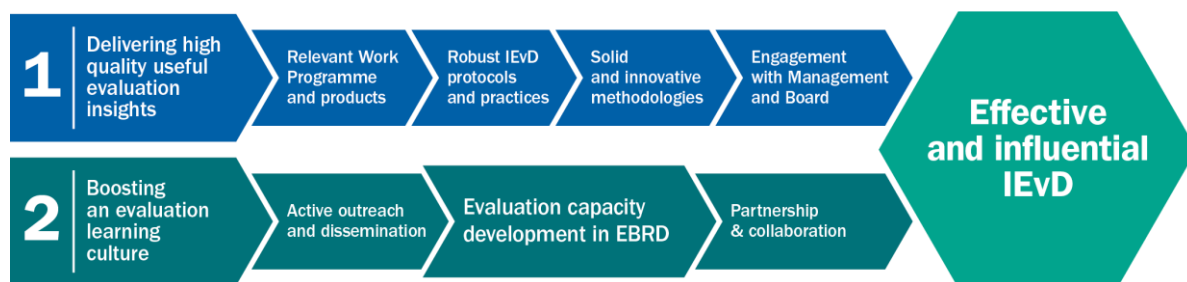 1
Delivering high
quality useful
evaluation
insights
Relevant Work
Programme
and products
Robust IEvD
protocols
and practices
Solid
and innovative
methodologies
Engagement
with Management
and Board
2
Boosting
an evaluation
learning
culture
Active outreach
and dissemination
Evaluation capacity
development in EBRD
Partnership
& collaboration
Effective
and influential
IEvD